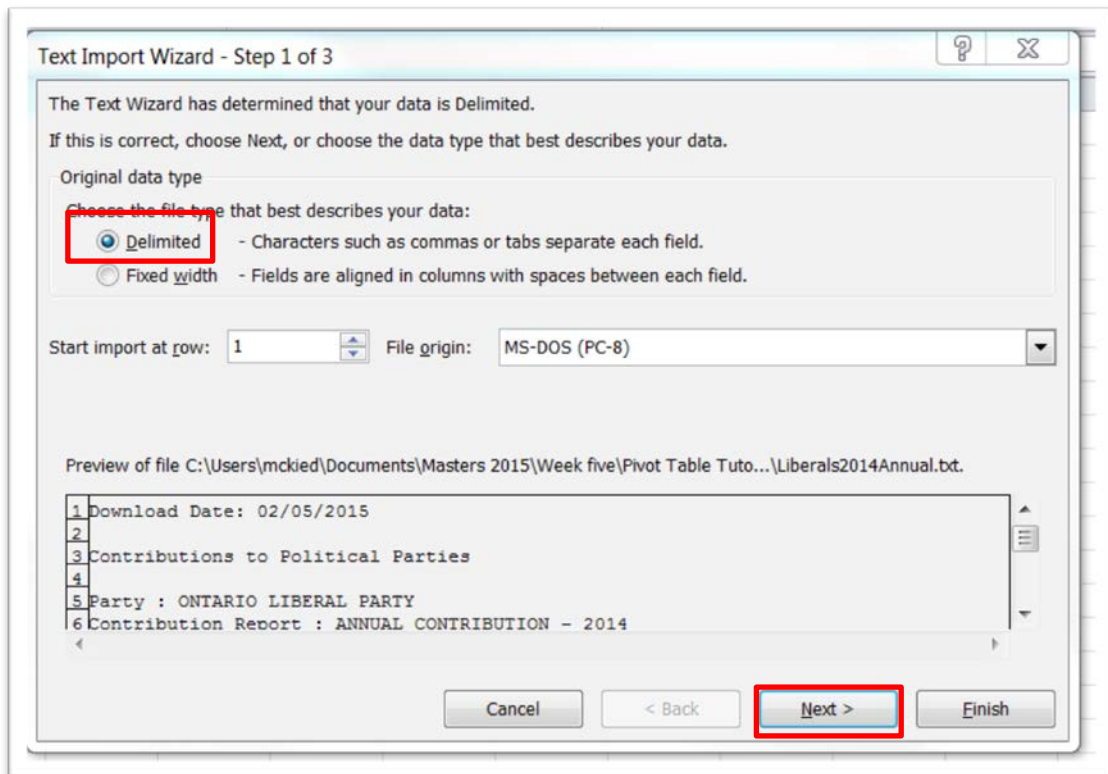 Text Import Wizard - Step 1 of 3
The Text Wizard has determined that your data is Delimited.
If this is correct, choose Next, or choose the data type that best describes your data.
Original data type
Choose the file type that best describes your data:
Delimited - Characters such as commas or tabs separate each field.
Fixed width - Fields are aligned in columns with spaces between each field.
Start import at row: 1 File origin: MS-DOS (PC-8)
Preview of file C:\Users\mckied\Documents\Masters 2015\Week five\Pivot Table Tuto...\Liberals2014Annual.txt.
1 Download Date: 02/05/2015
2
3 Contributions to Political Parties
4
5 Party : ONTARIO LIBERAL PARTY
6 Contribution Report : ANNUAL CONTRIBUTION - 2014
Cancel < Back Next > Finish